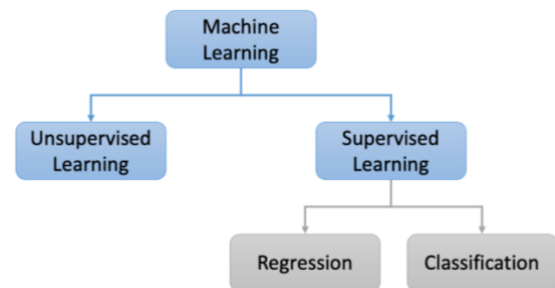 Machine
Learning
Unsupervised
Learning
Supervised
Learning
Regression
Classification